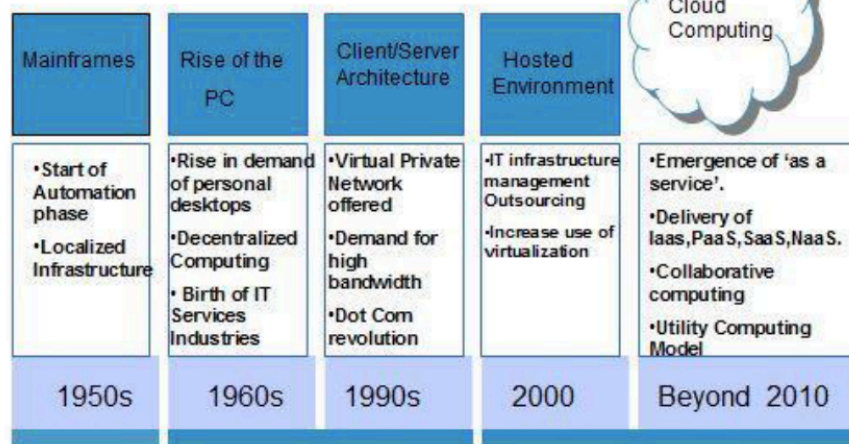 Cloud
Computing
Mainframes
Rise of the
PC
Client/Server
Architecture
Hosted
Environment
•Start of
Automation
phase
•Localized
Infrastructure
•Rise in demand
of personal
desktops
•Decentralized
Computing
• Birth of IT
Services
Industries
•Virtual Private
Network
offered
•Demand for
high
bandwidth
•Dot Com
revolution
•IT infrastructure
management
Outsourcing
•Increase use of
virtualization
•Emergence of ‘as a
service’.
•Delivery of
Iaas,PaaS,SaaS,NaaS.
•Collaborative
computing
•Utility Computing
Model
1950s
1960s
1990s
2000
Beyond 2010